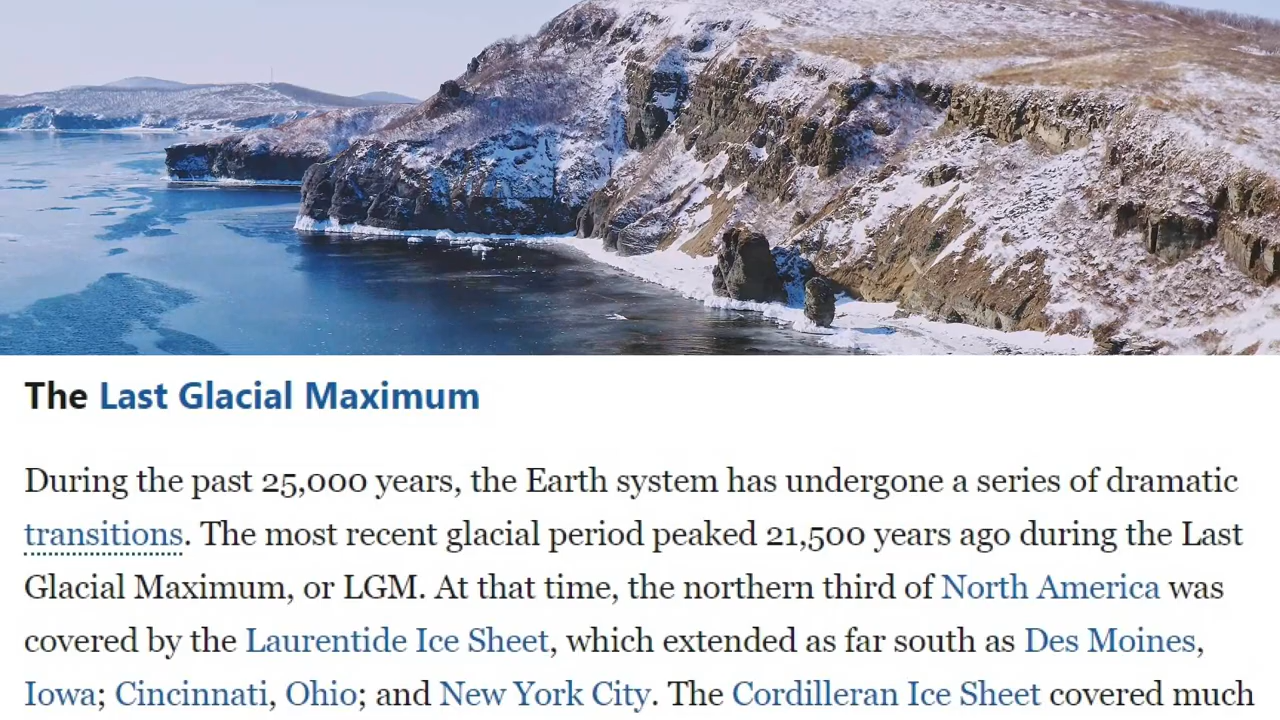 The Last Glacial Maximum
During the past 25,000 years, the Earth system has undergone a series of dramatic
transitions. The most recent glacial period peaked 21,500 years ago during the Last
Glacial Maximum, or LGM. At that time, the northern third of North America was
covered by the Laurentide Ice Sheet, which extended as far south as Des Moines,
Iowa; Cincinnati, Ohio; and New York City. The Cordilleran Ice Sheet covered much